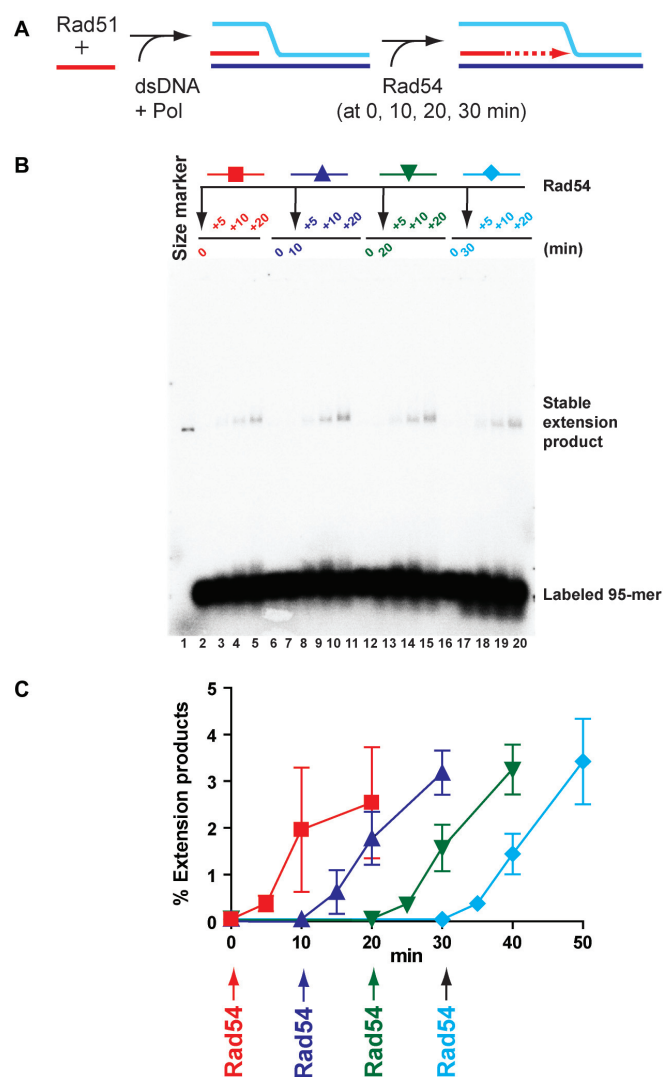 A
Rad51
+
dsDNA
+ Pol
Rad54
(at 0, 10, 20, 30 min)
B
Size marker
Rad54
+5 +10 +20 +5 +10 +20 +5 +10 +20 +5 +10 +20
0 0 10 0 20 0 30 (min)
Stable
extension
product
Labeled 95-mer
1 2 3 4 5 6 7 8 9 10 11 12 13 14 15 16 17 18 19 20
C
% Extension products
5
4
3
2
1
0
0 10 20 30 40 50
min
Rad54 Rad54 Rad54 Rad54